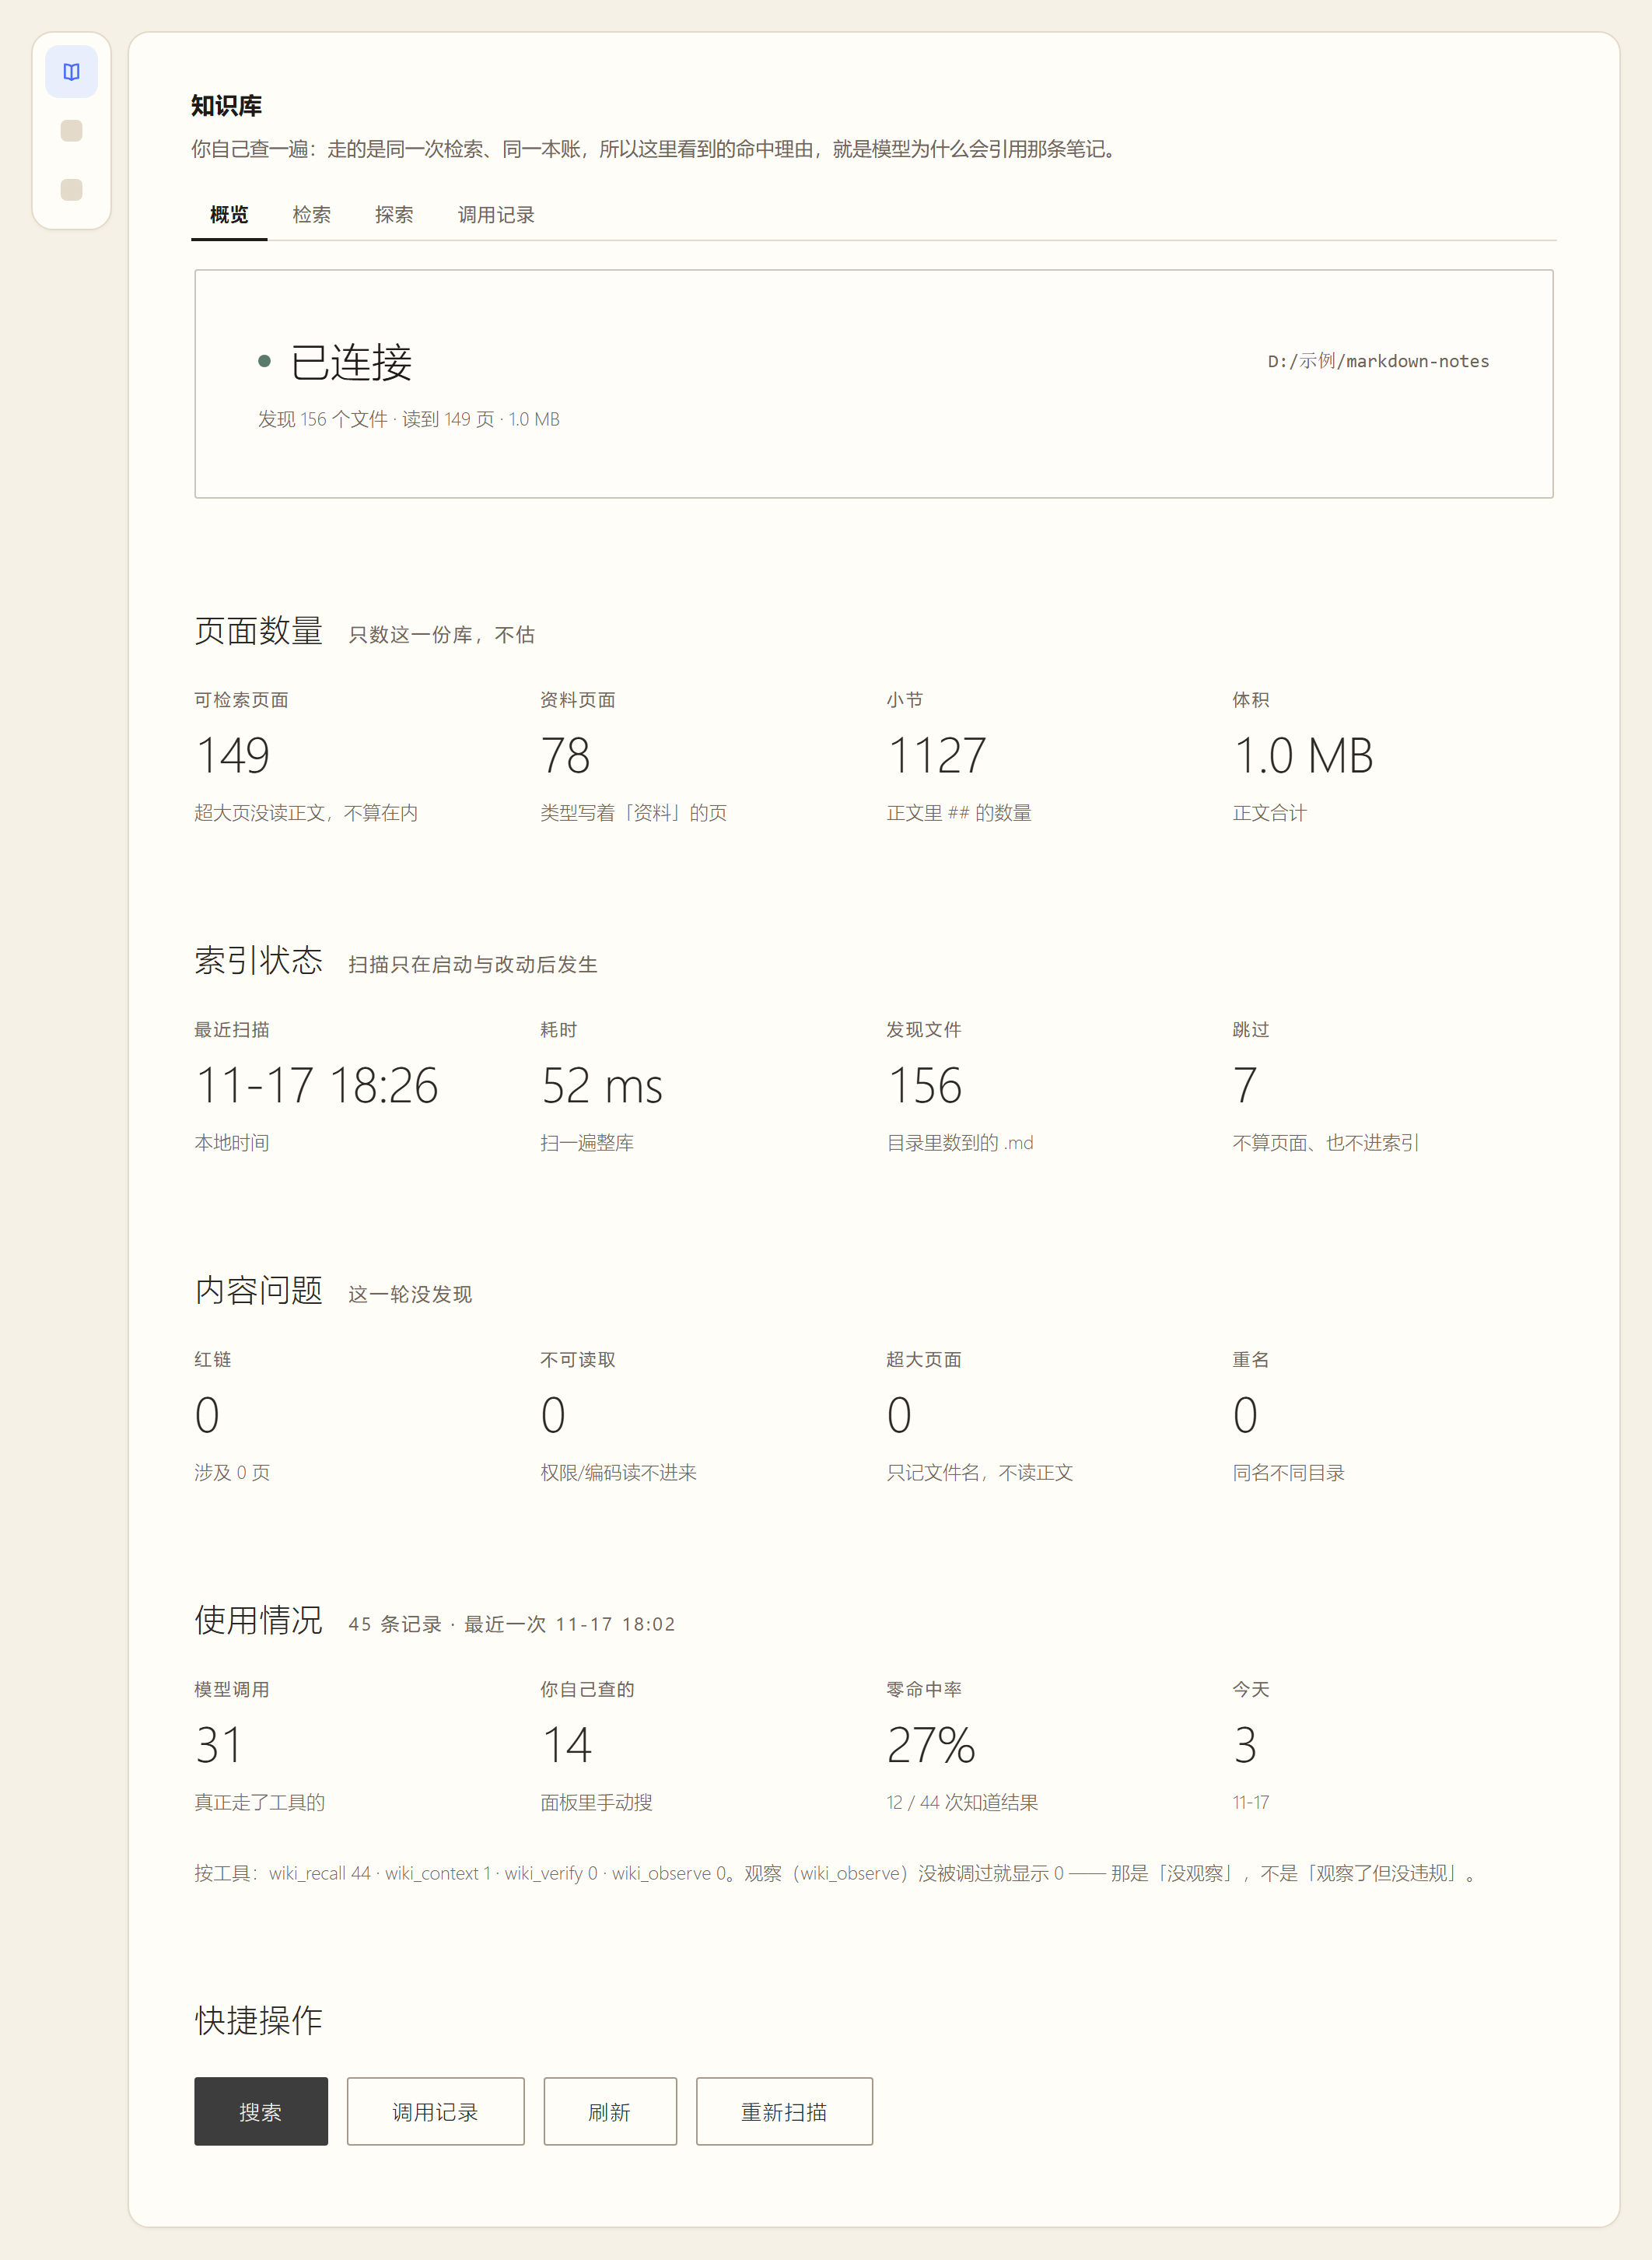 知识库
你自己查一遍：走的是同一次检索、同一本账，所以这里看到的命中理由，就是模型为什么会引用那条笔记。
概览 检索 探索 调用记录
已连接 D:/示例/markdown-notes
发现 156 个文件 · 读到 149 页 · 1.0 MB
页面数量 只数这一份库，不估
可检索页面 资料页面 小节 体积
149 78 1127 1.0 MB
超大页没读正文，不算在内 类型写着「资料」的页 正文里 ## 的数量 正文合计
索引状态 扫描只在启动与改动后发生
最近扫描 耗时 发现文件 跳过
11-17 18:26 52 ms 156 7
本地时间 扫一遍整库 目录里数到的 .md 不算页面、也不进索引
内容问题 这一轮没发现
红链 不可读取 超大页面 重名
0 0 0 0
涉及 0 页 权限/编码读不进来 只记文件名，不读正文 同名不同目录
使用情况 45 条记录 · 最近一次 11-17 18:02
模型调用 你自己查的 零命中率 今天
31 14 27% 3
真正走了工具的 面板里手动搜 12 / 44 次知道结果 11-17
按工具：wiki_recall 44 · wiki_context 1 · wiki_verify 0 · wiki_observe 0。观察（wiki_observe）没被调过就显示 0 —— 那是「没观察」，不是「观察了但没违规」。
快捷操作
搜索 调用记录 刷新 重新扫描